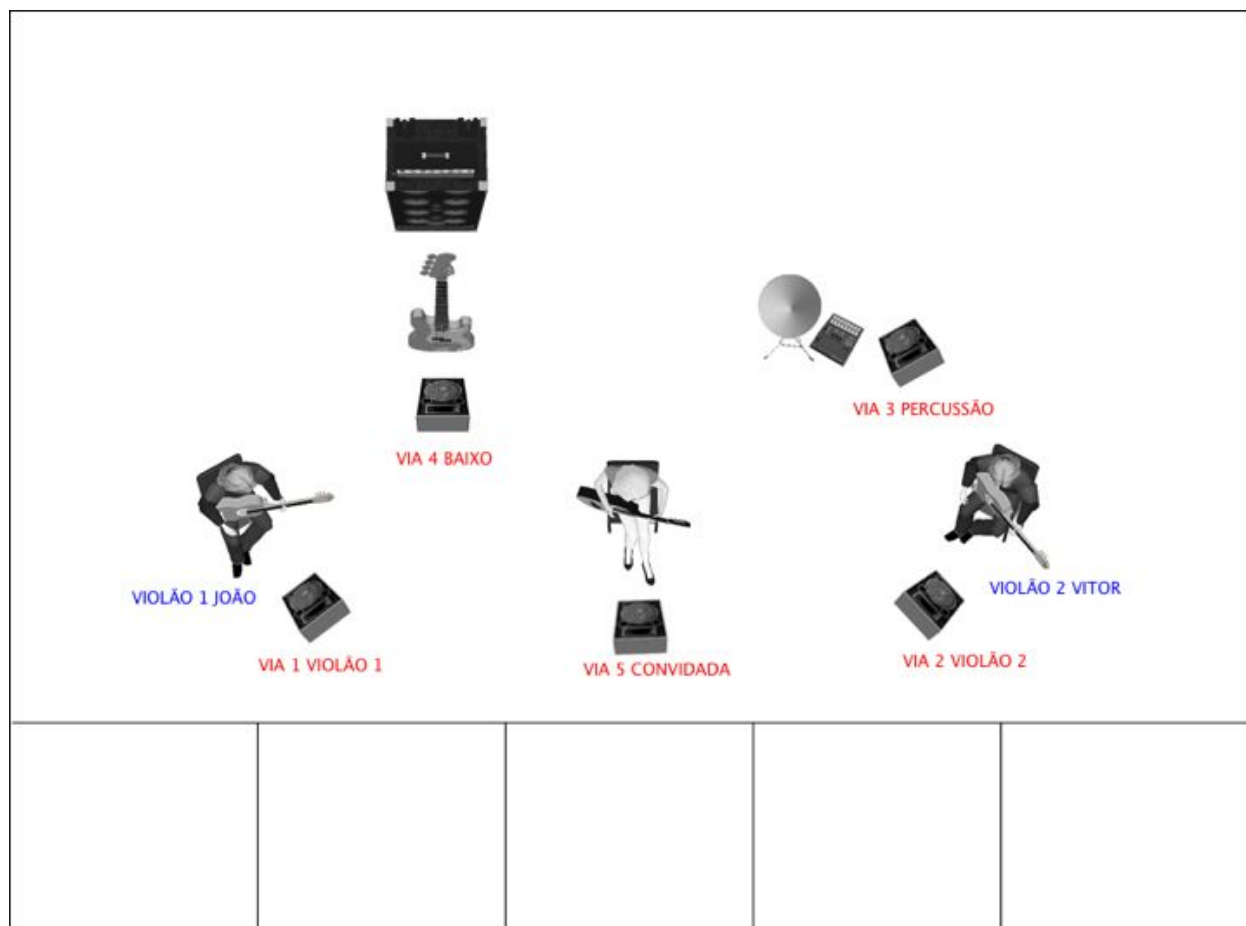 VIA 3 PERCUSSÃO
VIA 4 BAIXO
VIOLÃO 1 JOÃO
VIOLÃO 2 VITOR
VIA 1 VIOLÃO 1
VIA 5 CONVIDADA
VIA 2 VIOLÃO 2